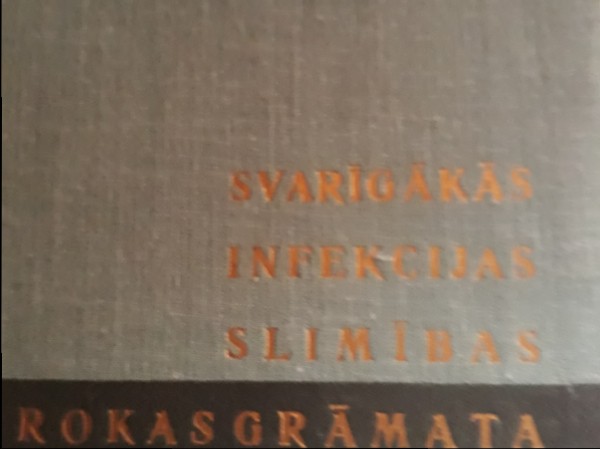 SVARĪGĀKĀS
INFEKCIJAS
SLIMĪBAS
ROKASGRĀMATA